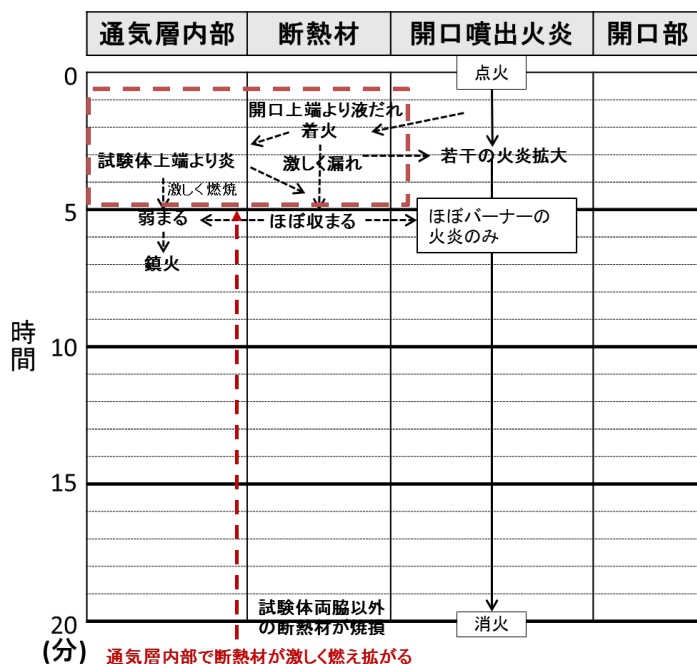 通気層内部 断熱材 開口噴出火炎 開口部
0
点火
開口上端より液だれ
着火
試験体上端より炎
激しく漏れ
若干の火炎拡大
激しく燃焼
5
弱まる
ほぼ収まる
ほぼバーナーの
火炎のみ
鎮火
時間
10
15
試験体両脇以外
の断熱材が焼損
消火
20
(分)
通気層内部で断熱材が激しく燃え拡がる